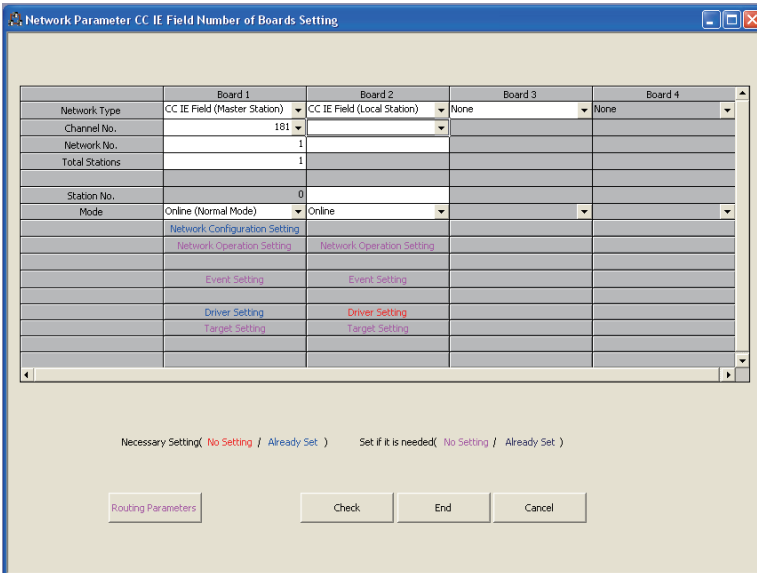 Network Parameter CC IE Field Number of Boards Setting
Board 1 Board 2 Board 3 Board 4
Network Type CC IE Field (Master Station) CC IE Field (Local Station) None None
Channel No. 181
Network No. 1
Total Stations 1
Station No. 0
Mode Online (Normal Mode) Online
Network Configuration Setting
Network Operation Setting Network Operation Setting
Event Setting Event Setting
Driver Setting Driver Setting
Target Setting Target Setting
Necessary Setting( No Setting / Already Set ) Set if it is needed( No Setting / Already Set )
Routing Parameters Check End Cancel